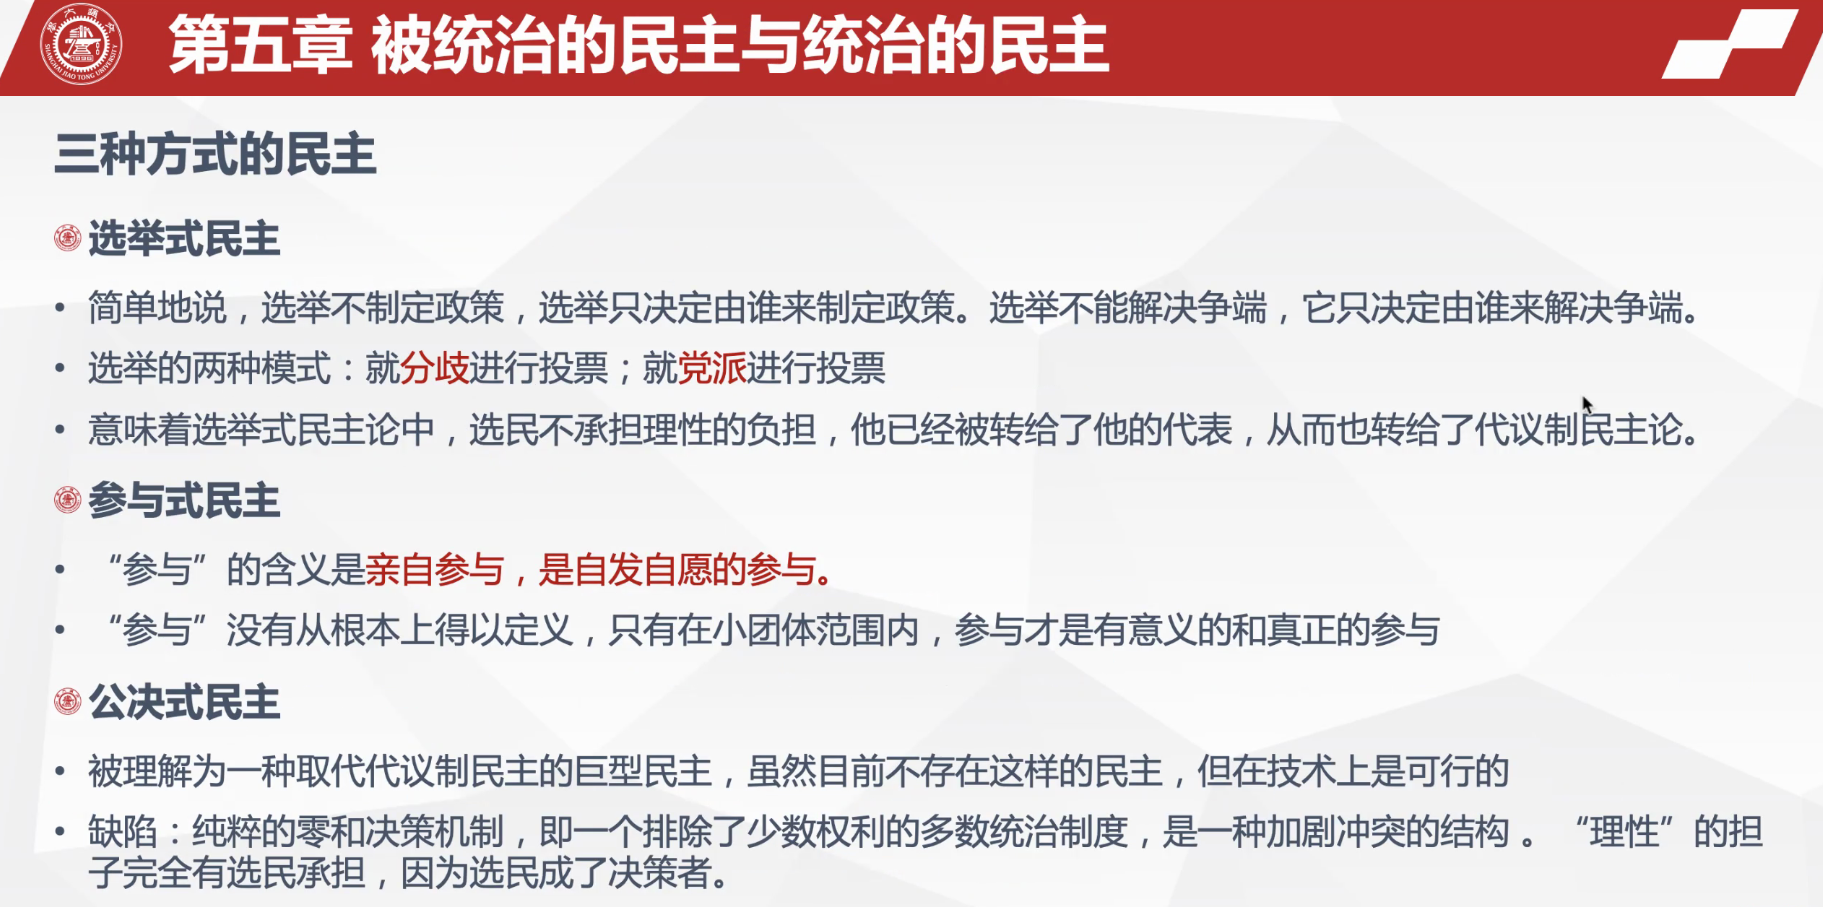 第五章 被统治的民主与统治的民主
SHANGHAI JIAO TONG UNIVERSITY
三种方式的民主
选举式民主
• 简单地说，选举不制定政策，选举只决定由谁来制定政策。选举不能解决争端，它只决定由谁来解决争端。
• 选举的两种模式：就分歧进行投票；就党派进行投票
• 意味着选举式民主论中，选民不承担理性的负担，他已经被转给了他的代表，从而也转给了代议制民主论。
参与式民主
• “参与”的含义是亲自参与，是自发自愿的参与。
• “参与”没有从根本上得以定义，只有在小团体范围内，参与才是有意义的和真正的参与
公决式民主
• 被理解为一种取代代议制民主的巨型民主，虽然目前不存在这样的民主，但在技术上是可行的
• 缺陷：纯粹的零和决策机制，即一个排除了少数权利的多数统治制度，是一种加剧冲突的结构 。 “理性”的担
子完全有选民承担，因为选民成了决策者。